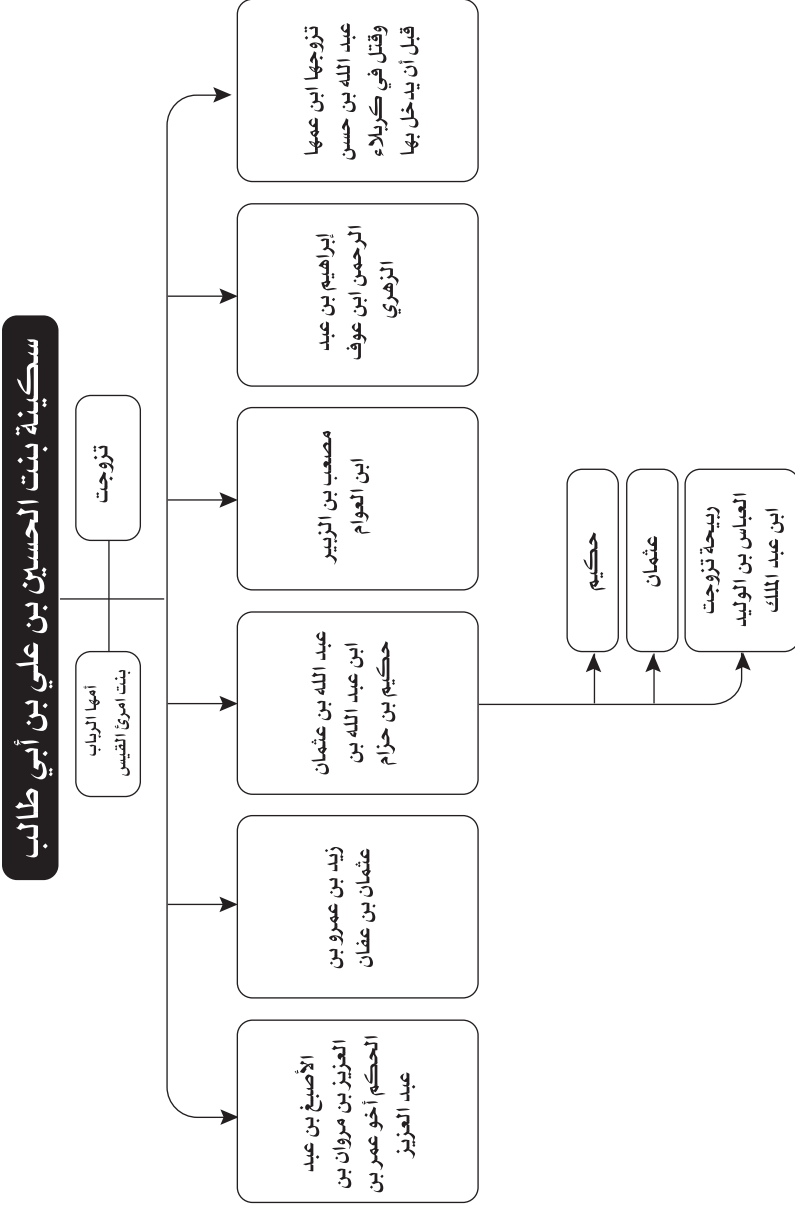 سكينة بنت الحسين بن علي بن أبي طالب
أمها الرباب
بنت امرئ القيس
تزوجت
تزوجها ابن عمها
عبد الله بن حسن
وقتل في كربلاء
قبل أن يدخل بها
إبراهيم بن عبد
الرحمن ابن عوف
الزهري
مصعب بن الزبير
ابن العوام
عبد الله بن عثمان
ابن عبد الله بن
حكيم بن حزام
زيد بن عمرو بن
عثمان بن عفان
الأصبغ بن عبد
العزيز بن مروان بن
الحكم أخو عمر بن
عبد العزيز
حكيم
عثمان
ربيحة تزوجت
العباس بن الوليد
ابن عبد الملك